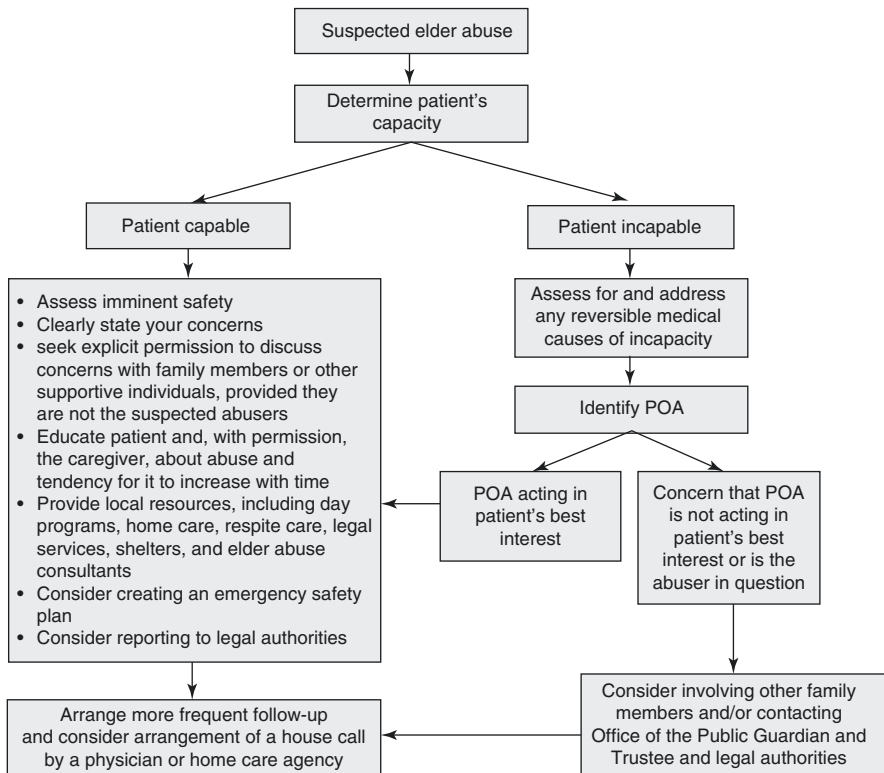 Suspected elder abuse
Determine patient's
capacity
Patient capable
Patient incapable
• Assess imminent safety
• Clearly state your concerns
• seek explicit permission to discuss
concerns with family members or other
supportive individuals, provided they
are not the suspected abusers
• Educate patient and, with permission,
the caregiver, about abuse and
tendency for it to increase with time
• Provide local resources, including day
programs, home care, respite care, legal
services, shelters, and elder abuse
consultants
• Consider creating an emergency safety
plan
• Consider reporting to legal authorities
Assess for and address
any reversible medical
causes of incapacity
Identify POA
POA acting in
patient's best
interest
Concern that POA
is not acting in
patient's best
interest or is the
abuser in question
Arrange more frequent follow-up
and consider arrangement of a house call
by a physician or home care agency
Consider involving other family
members and/or contacting
Office of the Public Guardian and
Trustee and legal authorities